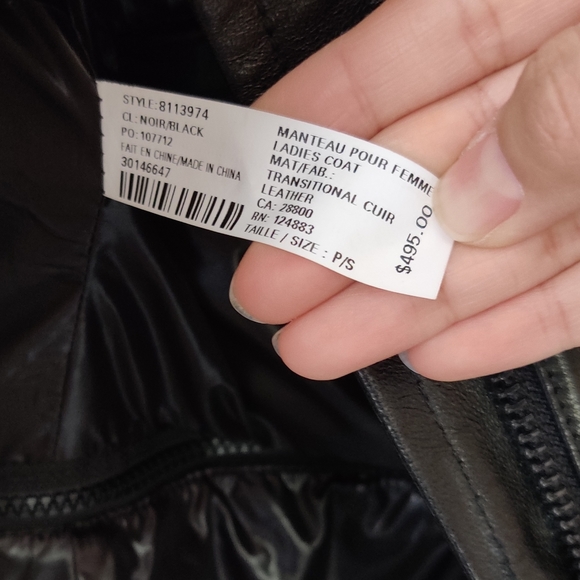 STYLE:8113974
CL: NOIR/BLACK
PO: 107712
FAIT EN CHINE/MADE IN CHINA
30146647
MANTEAU POUR FEMME
LADIES COAT
MAT/FAB.:
TRANSITIONAL CUIR
LEATHER
CA: 28800
RN: 124883
TAILLE / SIZE : P/S
$495.00